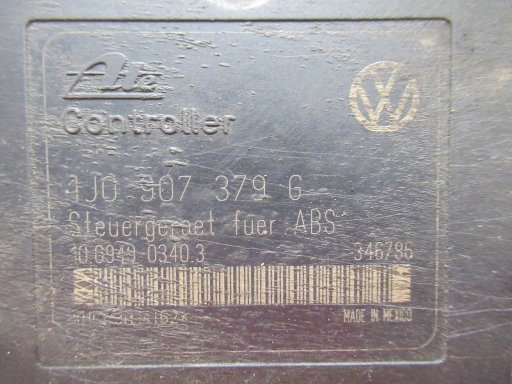 Ate
Controller
1J0 907 379 G
Steuergeraet fuer ABS
10.0949-0340.3 346786
MADE IN MEXICO